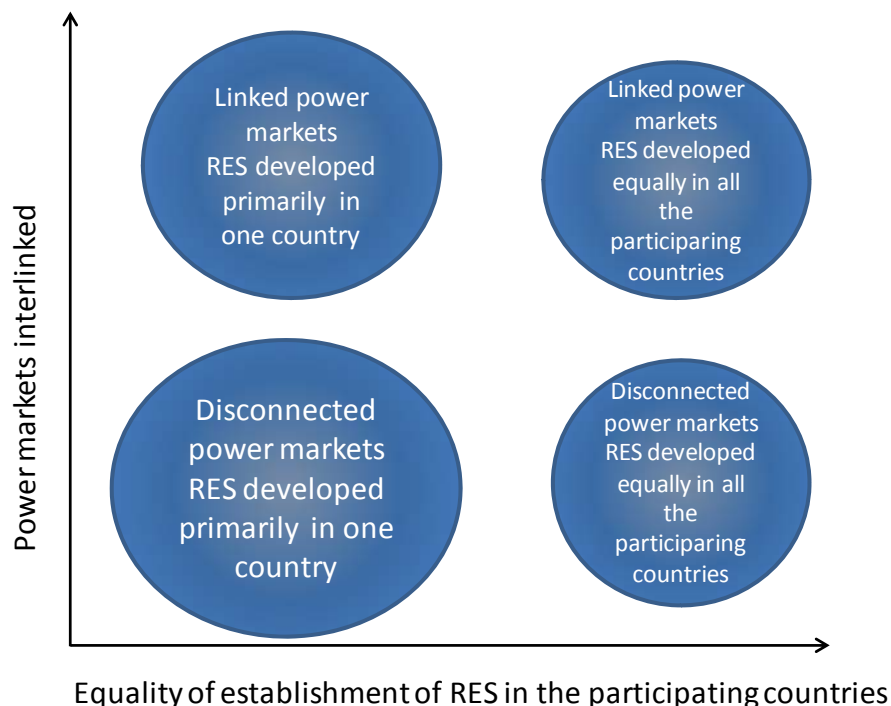 Power markets interlinked
Linked power
markets
RES developed
primarily in
one country
Linked power
markets
RES developed
equally in all
the
participaring
countries
Disconnected
power markets
RES developed
primarily in one
country
Disconnected
power markets
RES developed
equally in all
the
participaring
countries
Equality of establishment of RES in the participating countries